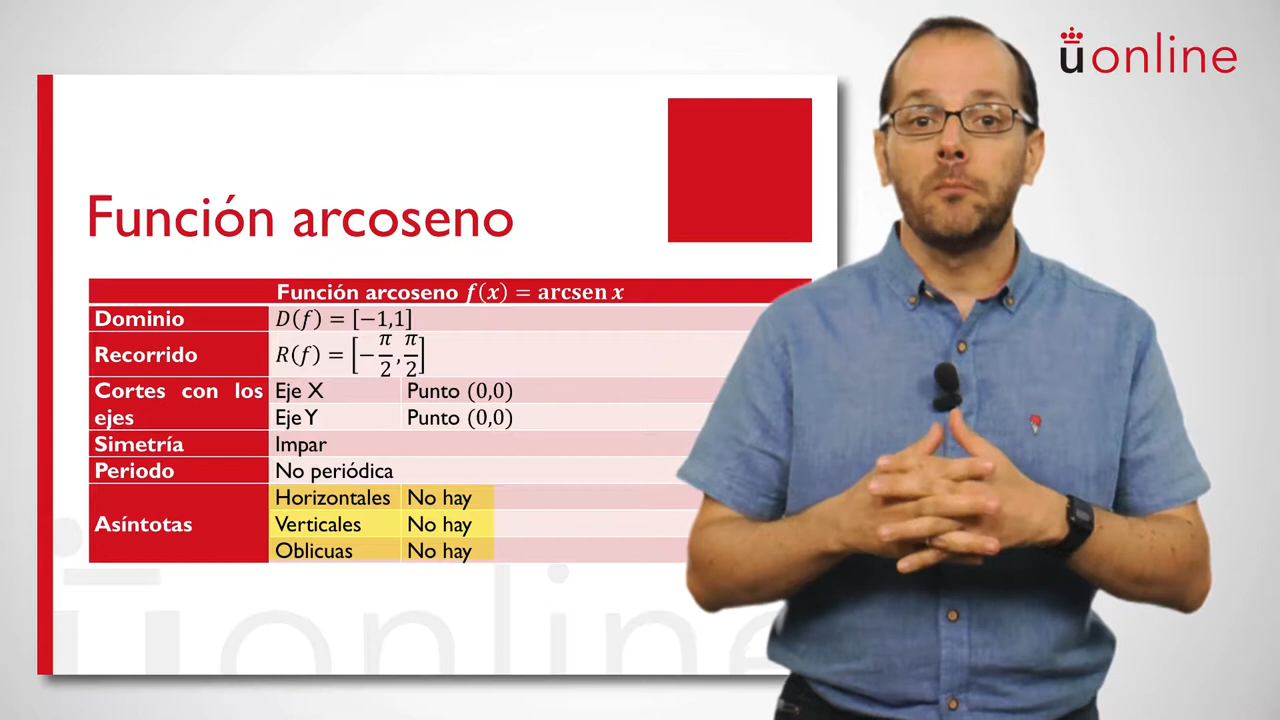 ūonline
Función arcoseno
Función arcoseno f(x) = arcsen x
Dominio D(f) = [−1,1]
Recorrido R(f) = [−π/2, π/2]
Cortes con los ejes
Eje X Punto (0,0)
Eje Y Punto (0,0)
Simetría Impar
Periodo No periódica
Asíntotas
Horizontales No hay
Verticales No hay
Oblicuas No hay
ūonline